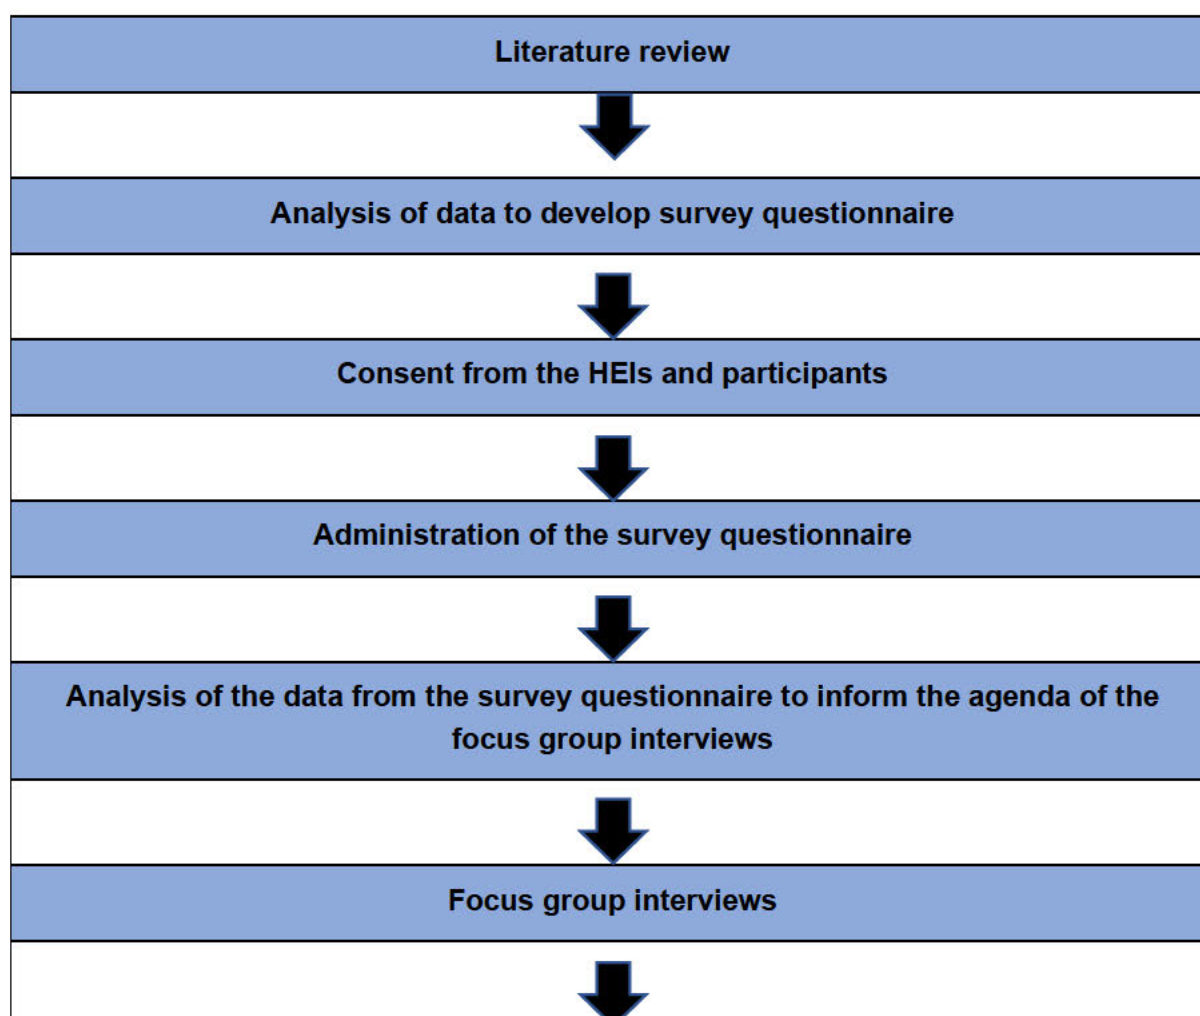 Literature review
Analysis of data to develop survey questionnaire
Consent from the HEIs and participants
Administration of the survey questionnaire
Analysis of the data from the survey questionnaire to inform the agenda of the
focus group interviews
Focus group interviews